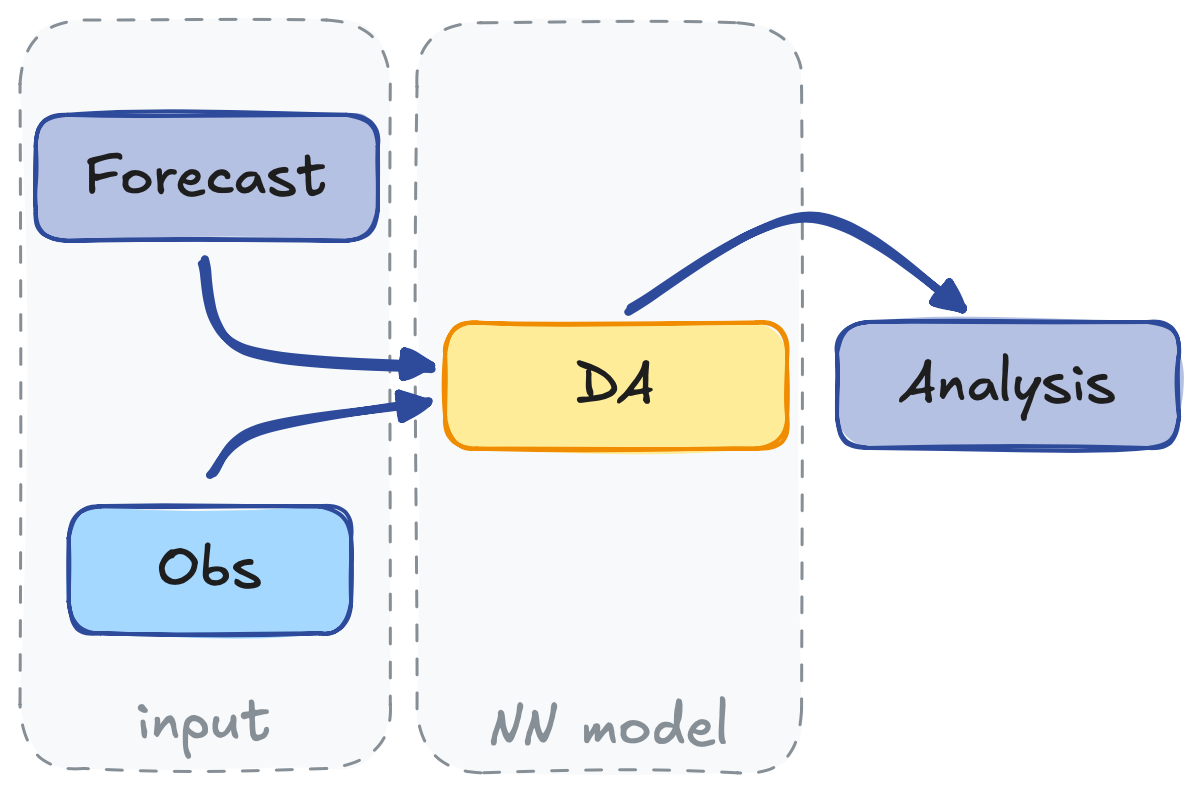 Forecast
DA
Analysis
Obs
input
NN model